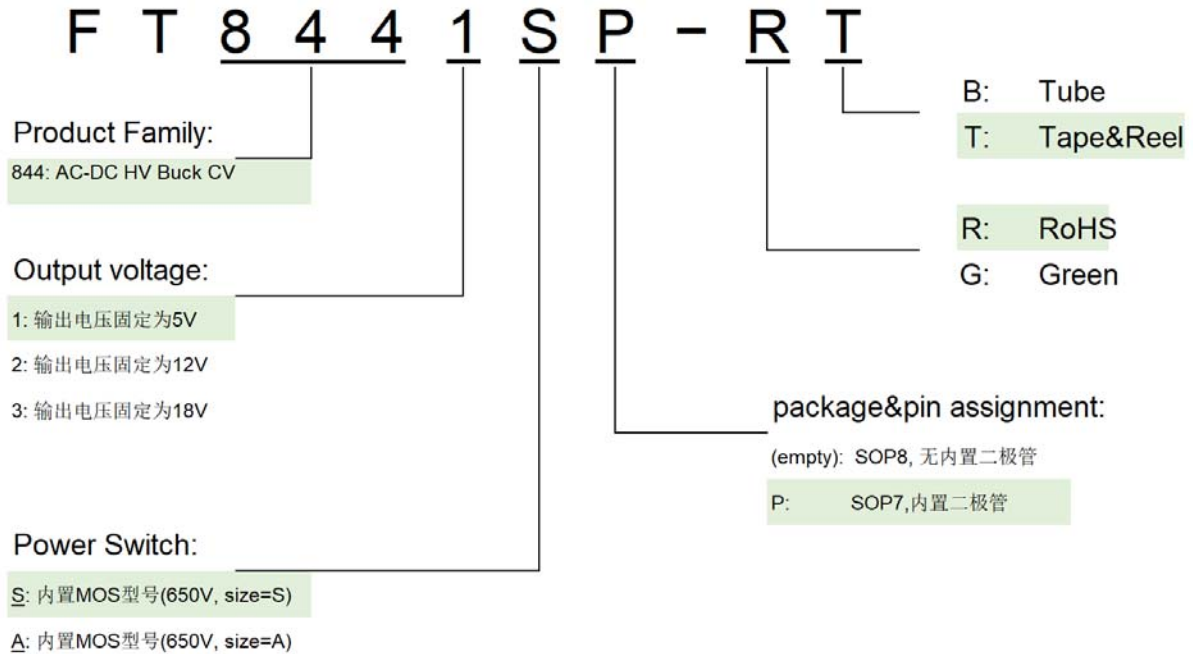 F T 8 4 4 1 S P - R T
B: Tube
T: Tape&Reel
Product Family:
844: AC-DC HV Buck CV
R: RoHS
G: Green
Output voltage:
1: 输出电压固定为5V
2: 输出电压固定为12V
3: 输出电压固定为18V
package&pin assignment:
(empty): SOP8, 无内置二极管
P: SOP7,内置二极管
Power Switch:
S: 内置MOS型号(650V, size=S)
A: 内置MOS型号(650V, size=A)